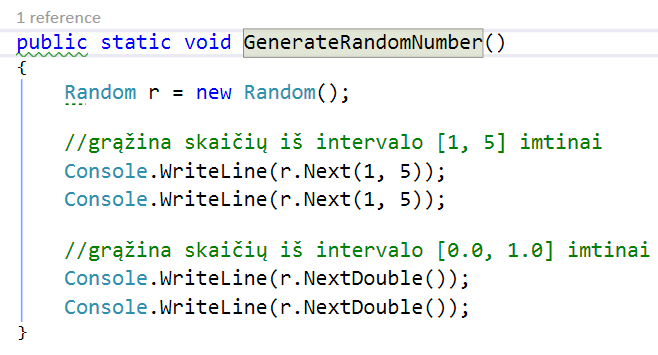 1 reference
public static void GenerateRandomNumber()
{
Random r = new Random();
//grąžina skaičių iš intervalo [1, 5] imtinai
Console.WriteLine(r.Next(1, 5));
Console.WriteLine(r.Next(1, 5));
//grąžina skaičių iš intervalo [0.0, 1.0] imtinai
Console.WriteLine(r.NextDouble());
Console.WriteLine(r.NextDouble());
}